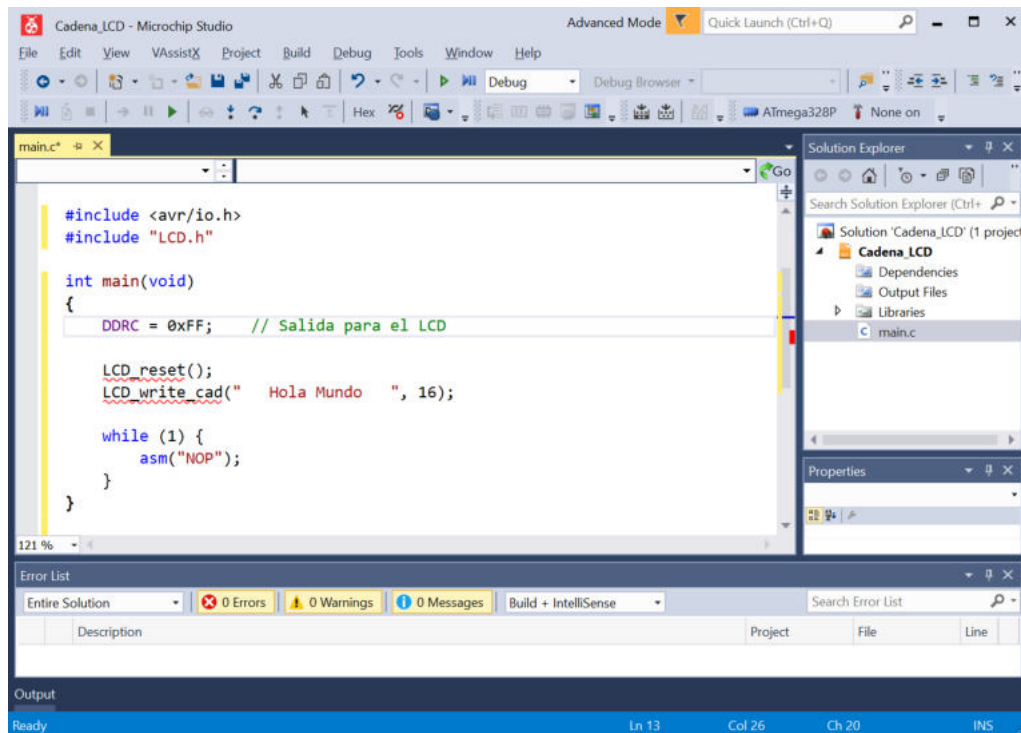 Cadena_LCD - Microchip Studio
Advanced Mode
Quick Launch (Ctrl+Q)
File Edit View VAssistX Project Build Debug Tools Window Help
Debug Debug Browser
Hex ATmega328P None on
main.c*
Go
#include <avr/io.h>
#include "LCD.h"
int main(void)
{
DDRC = 0xFF; // Salida para el LCD
LCD_reset();
LCD_write_cad("   Hola Mundo   ", 16);
while (1) {
asm("NOP");
}
}
121 %
Solution Explorer
Search Solution Explorer (Ctrl+
Solution 'Cadena_LCD' (1 project
Cadena_LCD
Dependencies
Output Files
Libraries
main.c
Properties
Error List
Entire Solution 0 Errors 0 Warnings 0 Messages Build + IntelliSense Search Error List
Description Project File Line
Output
Ready Ln 13 Col 26 Ch 20 INS